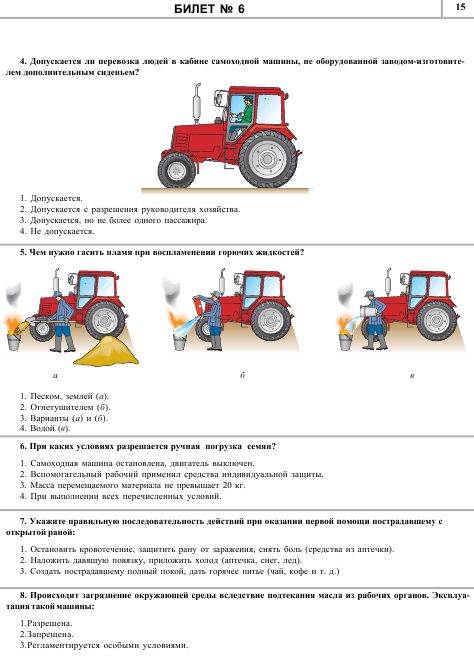 БИЛЕТ № 6
15
4. Допускается ли перевозка людей в кабине самоходной машины, не оборудованной заводом-изготовите-
лем дополнительным сиденьем?
1. Допускается.
2. Допускается с разрешения руководителя хозяйства.
3. Допускается, но не более одного пассажира.
4. Не допускается.
5. Чем нужно гасить пламя при воспламенении горючих жидкостей?
а
б
в
1. Песком, землей (а).
2. Огнетушителем (б).
3. Варианты (а) и (б).
4. Водой (в).
6. При каких условиях разрешается ручная погрузка семян?
1. Самоходная машина остановлена, двигатель выключен.
2. Вспомогательный рабочий применил средства индивидуальной защиты.
3. Масса перемещаемого материала не превышает 20 кг.
4. При выполнении всех перечисленных условий.
7. Укажите правильную последовательность действий при оказании первой помощи пострадавшему с
открытой раной:
1. Остановить кровотечение, защитить рану от заражения, снять боль (средства из аптечки).
2. Наложить давящую повязку, приложить холод (аптечка, снег, лед).
3. Создать пострадавшему полный покой, дать горячее питье (чай, кофе и т. д.)
8. Происходит загрязнение окружающей среды вследствие подтекания масла из рабочих органов. Эксплуа-
тация такой машины:
1.Разрешена.
2.Запрещена.
3.Регламентируется особыми условиями.